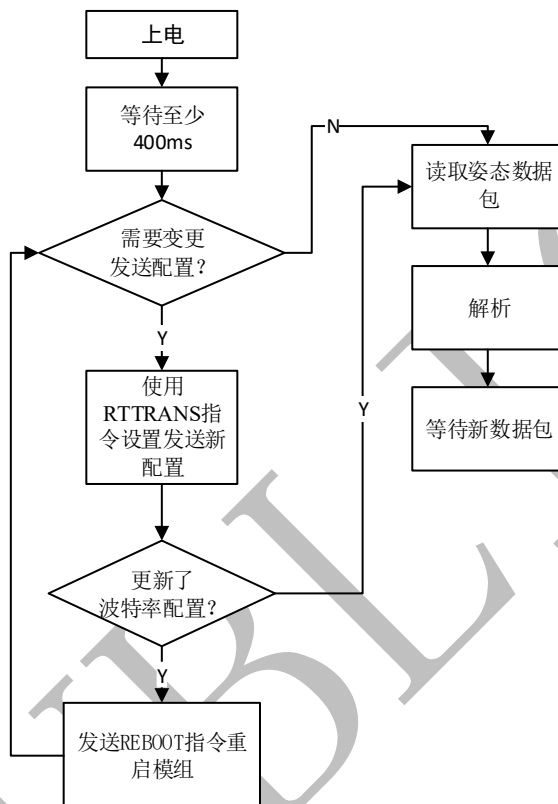 上电
等待至少
400ms
需要变更
发送配置？
N
Y
使用
RTTRANS指
令设置发送新
配置
更新了
波特率配置？
Y
Y
发送REBOOT指令重
启模组
读取姿态数据
包
解析
等待新数据包